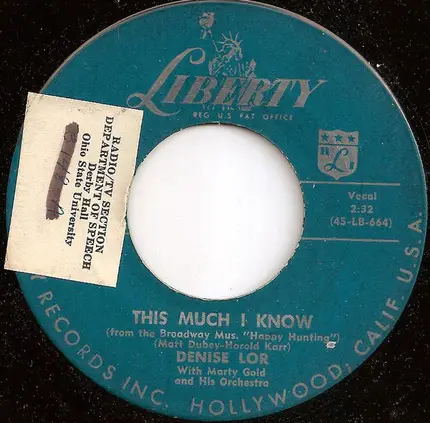 LIBERTY
REG U.S PAT OFFICE
RADIO/TV SECTION
DEPARTMENT OF SPEECH
Derby Hall
Ohio State University
Vocal
2:32
(45-LB-664)
THIS MUCH I KNOW
(from the Broadway Mus. "Happy Hunting")
(Matt Dubey-Harold Karr)
DENISE LOR
With Marty Gold
and His Orchestra
Y RECORDS INC. HOLLYWOOD, CALIF. U. S. A.